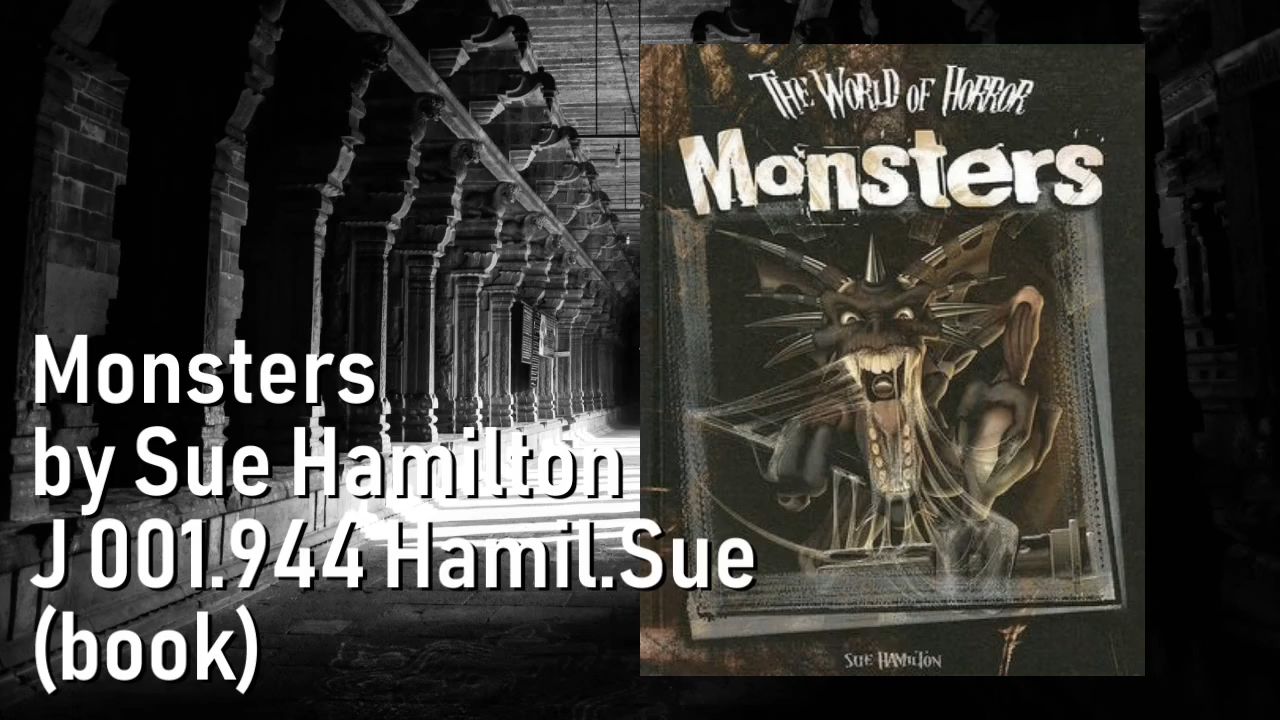 Monsters
by Sue Hamilton
J 001.944 Hamil.Sue
(book)
The World of Horror
Monsters
Sue Hamilton